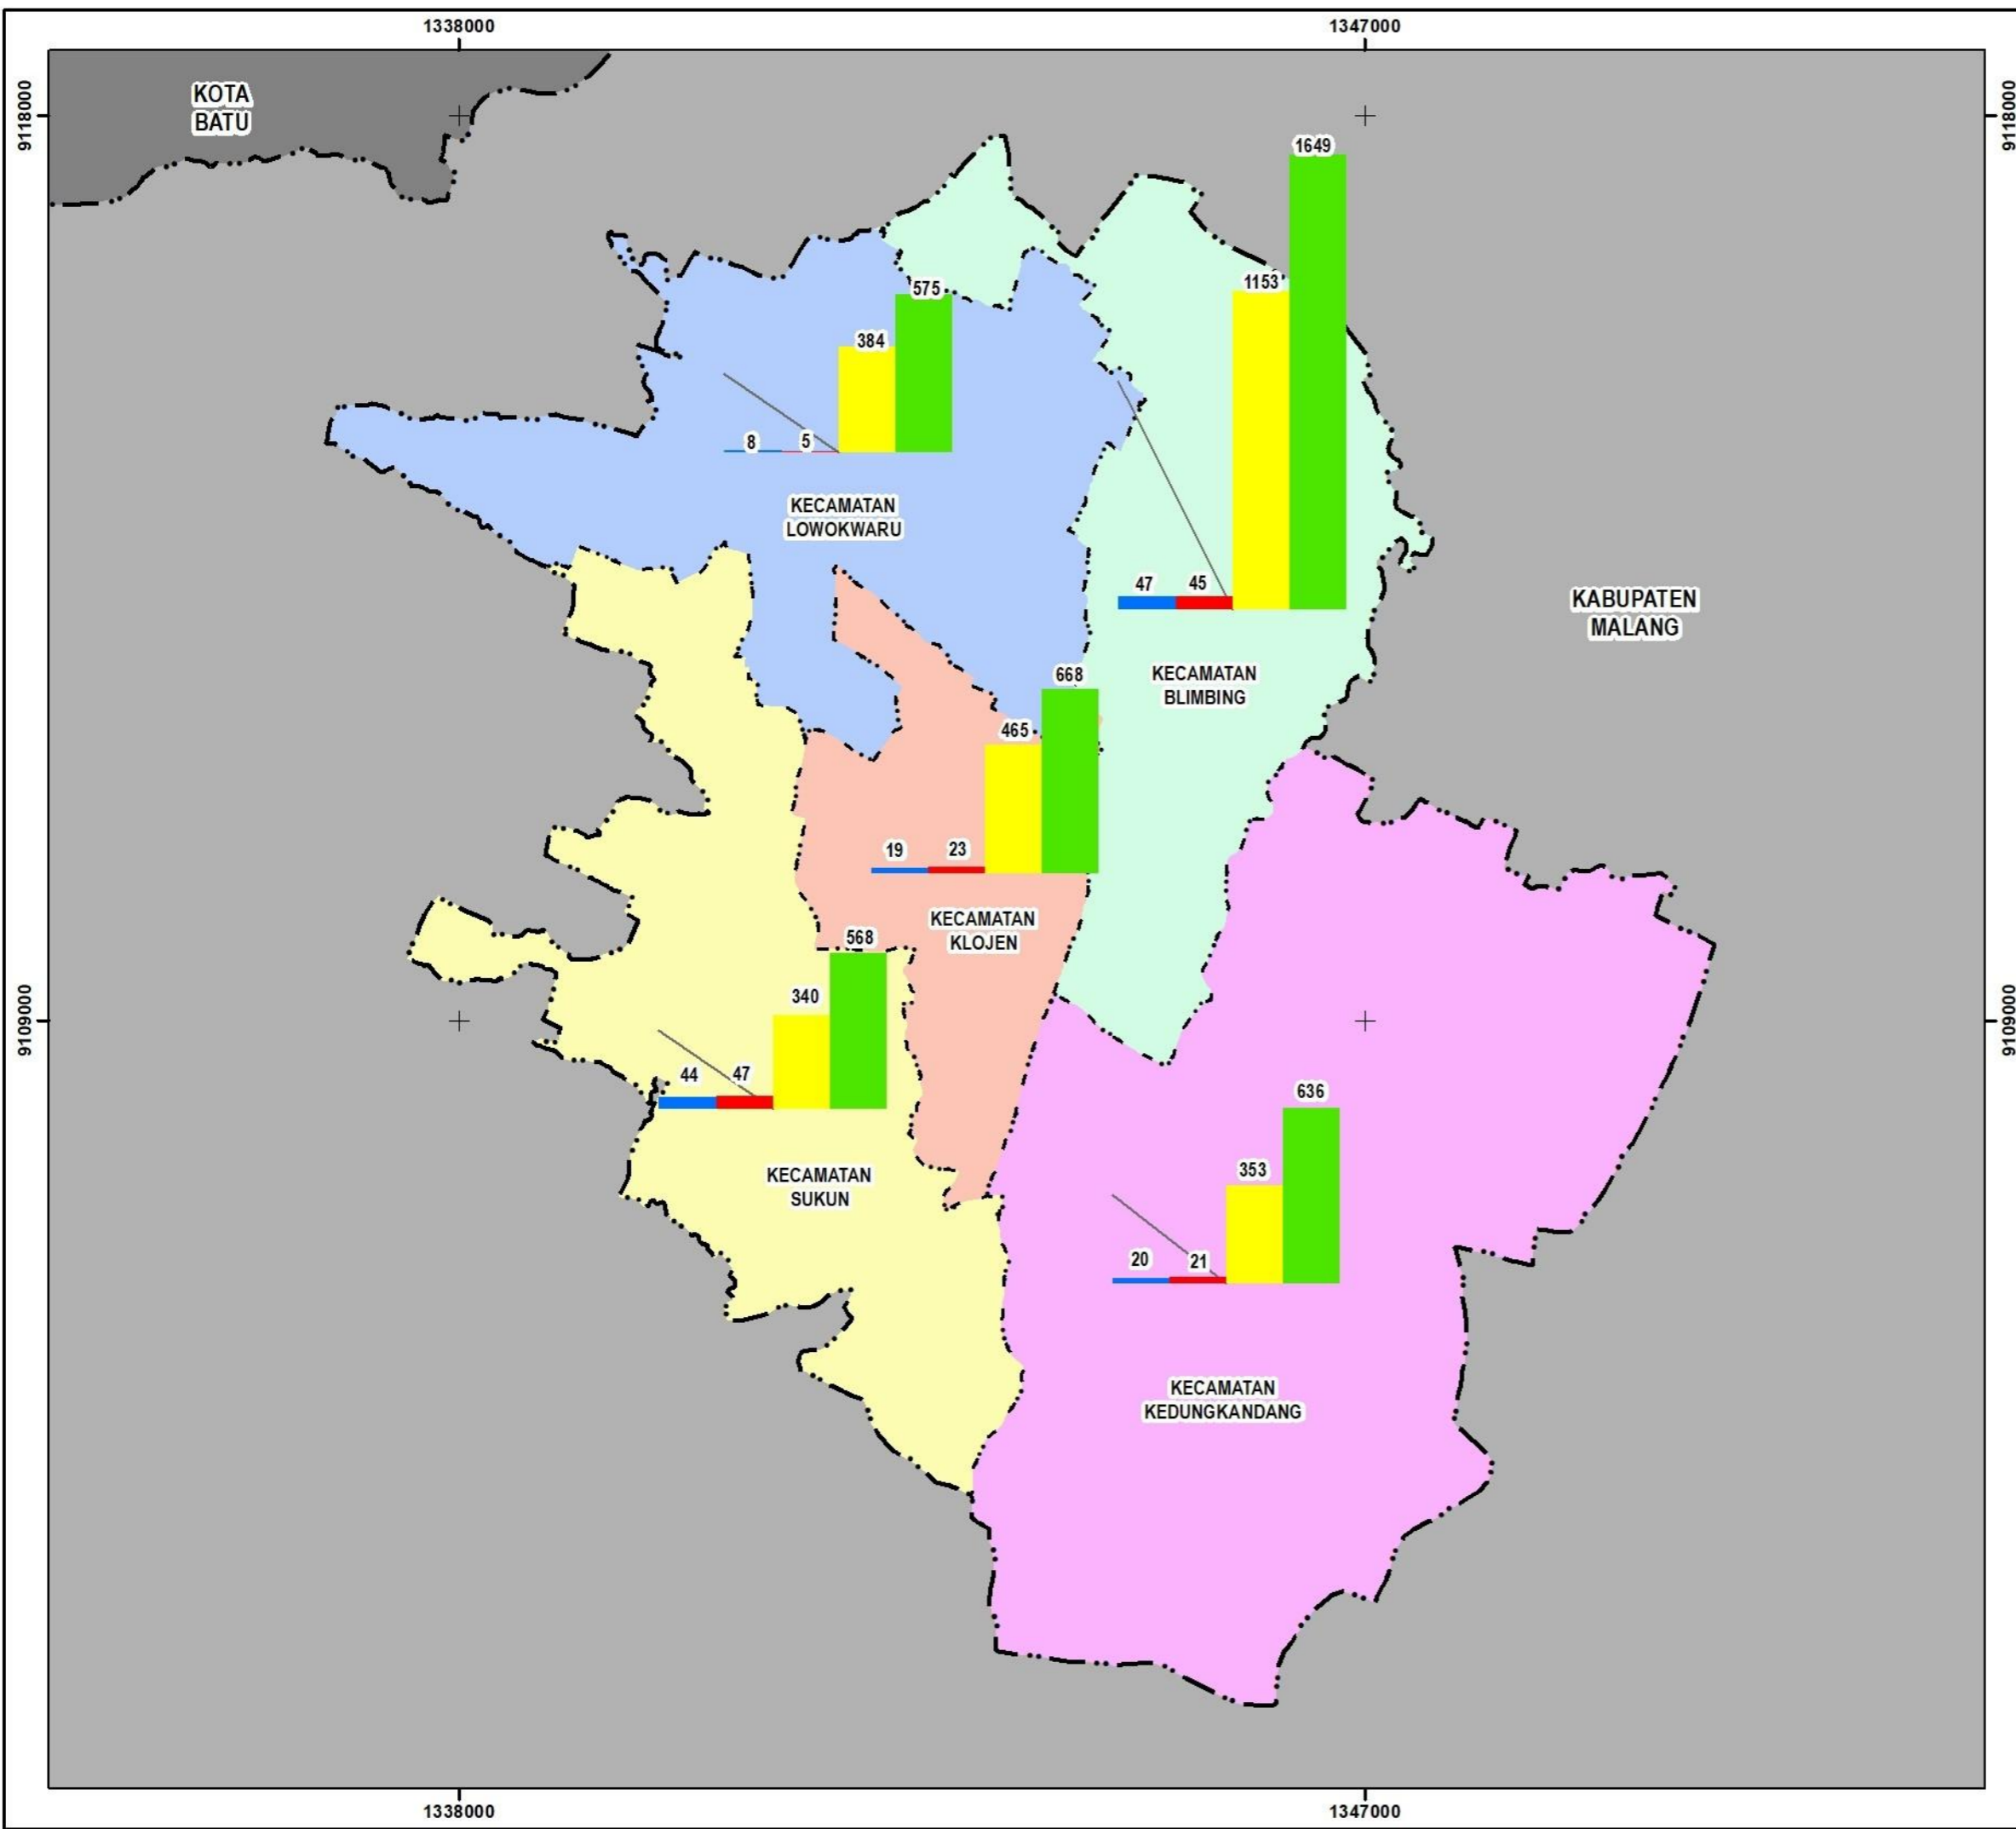 1338000
1347000
9118000
9118000
KOTA
BATU
1649
1153
575
384
8
5
KECAMATAN
LOWOKWARU
47
45
KABUPATEN
MALANG
KECAMATAN
BLIMBING
668
465
19
23
KECAMATAN
KLOJEN
568
340
44
47
9109000
9109000
636
353
20
21
KECAMATAN
SUKUN
KECAMATAN
KEDUNGKANDANG
1338000
1347000